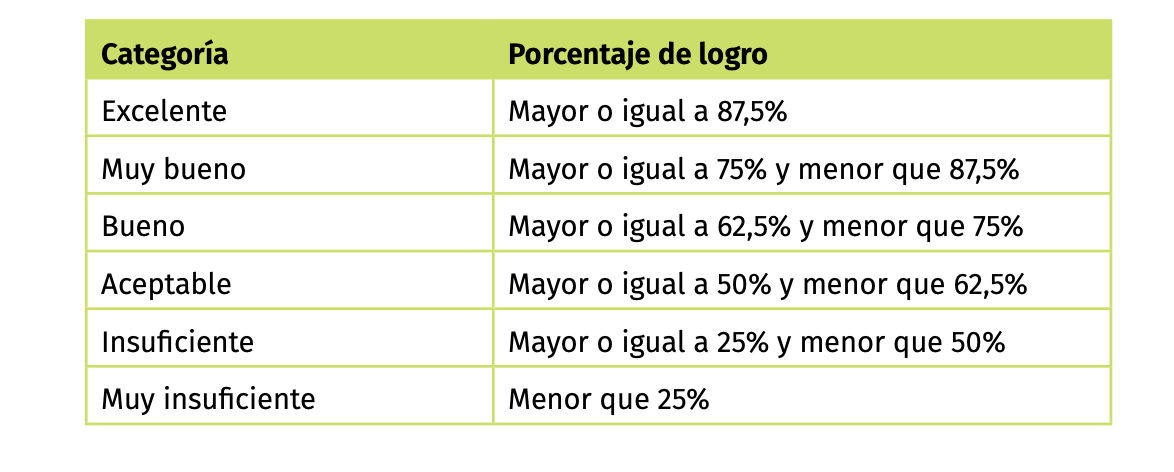 Categoría Porcentaje de logro
Excelente Mayor o igual a 87,5%
Muy bueno Mayor o igual a 75% y menor que 87,5%
Bueno Mayor o igual a 62,5% y menor que 75%
Aceptable Mayor o igual a 50% y menor que 62,5%
Insuficiente Mayor o igual a 25% y menor que 50%
Muy insuficiente Menor que 25%